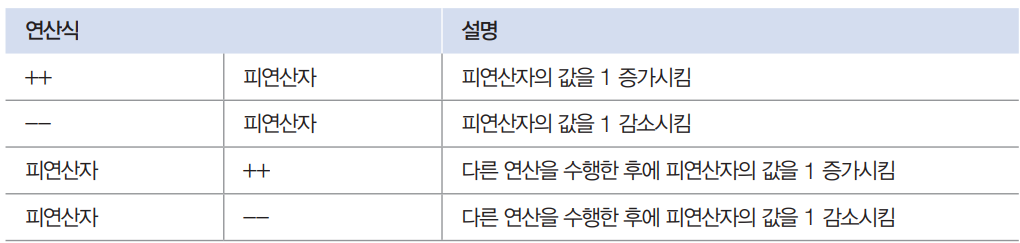 연산식 설명
++ 피연산자 피연산자의 값을 1 증가시킴
-- 피연산자 피연산자의 값을 1 감소시킴
피연산자 ++ 다른 연산을 수행한 후에 피연산자의 값을 1 증가시킴
피연산자 -- 다른 연산을 수행한 후에 피연산자의 값을 1 감소시킴